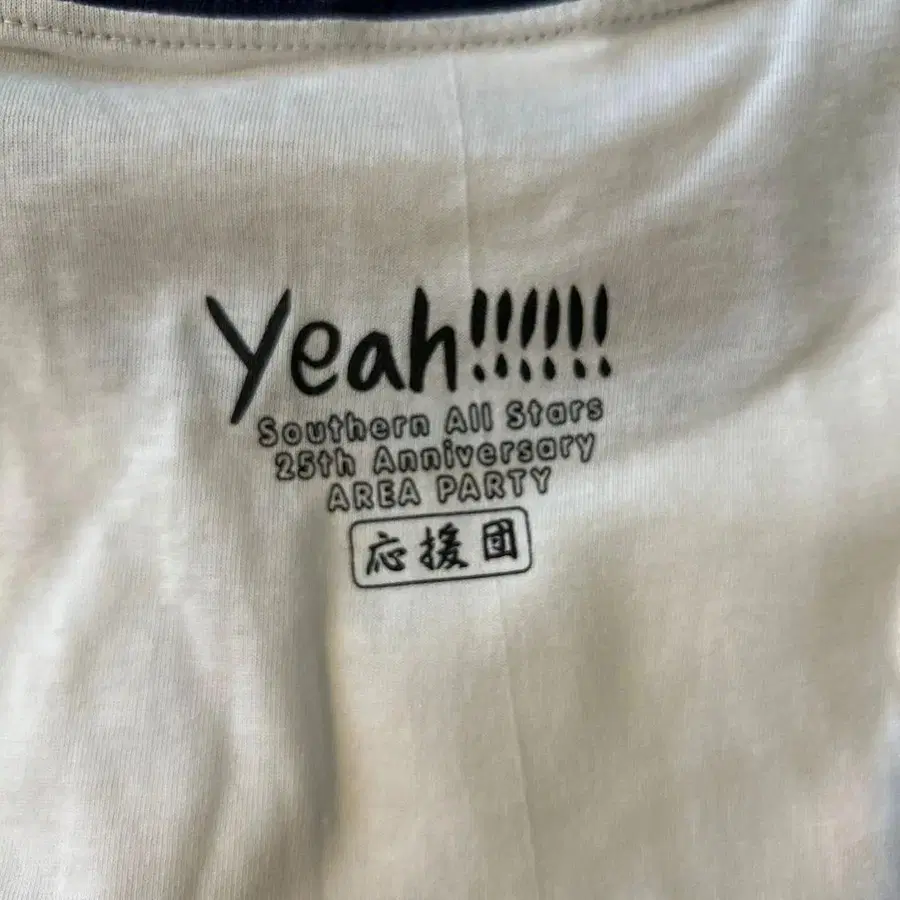 Yeah!!!!!!
Southern All Stars
25th Anniversary
AREA PARTY
応援団